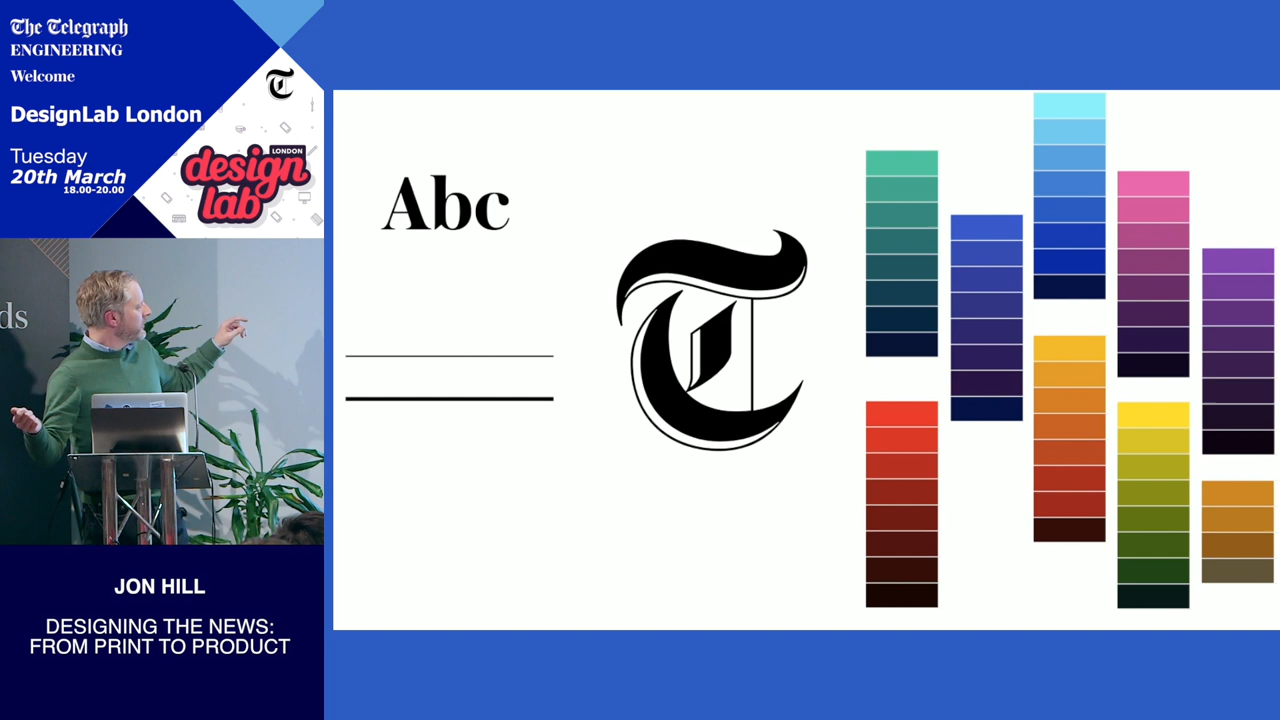 The Telegraph
ENGINEERING
Welcome
DesignLab London
Tuesday
20th March
18.00-20.00
T
LONDON
design
lab
ds
JON HILL
DESIGNING THE NEWS:
FROM PRINT TO PRODUCT
Abc
T